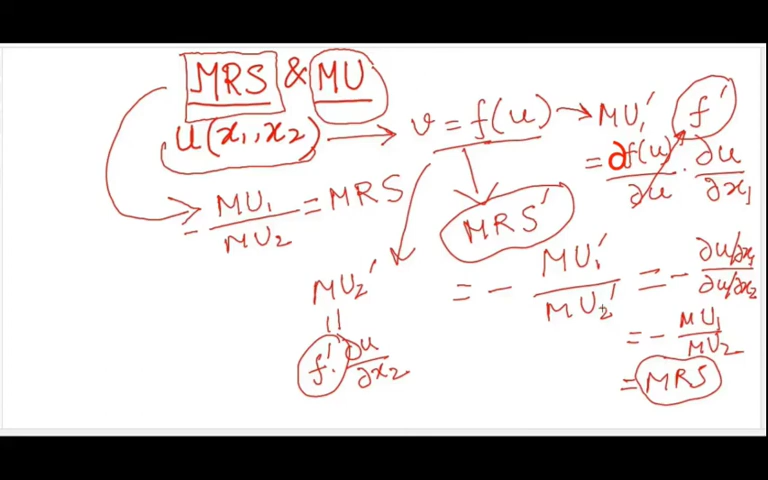 MRS & MU
u(x₁, x₂) → v = f(u) → MU₁′ f′
= ∂f(u)/∂u · ∂u/∂x₁
= MU₁/MU₂ = MRS
MRS′
= - MU₁′/MU₂′ = - ∂u/∂x₁ / ∂u/∂x₂
MU₂′
||
f′. ∂u/∂x₂
= - MU₁/MU₂
= MRS